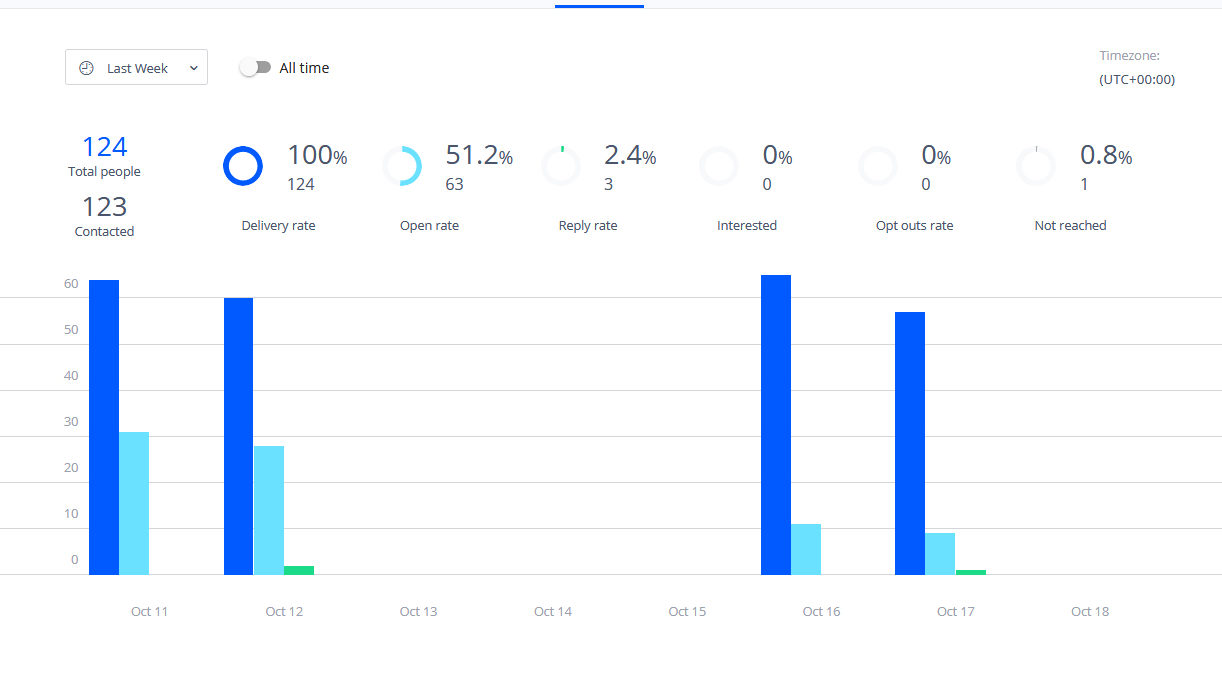 Last Week
All time
Timezone:
(UTC+00:00)
124
Total people
123
Contacted
100%
124
Delivery rate
51.2%
63
Open rate
2.4%
3
Reply rate
0%
0
Interested
0%
0
Opt outs rate
0.8%
1
Not reached
60
50
40
30
20
10
0
Oct 11 Oct 12 Oct 13 Oct 14 Oct 15 Oct 16 Oct 17 Oct 18